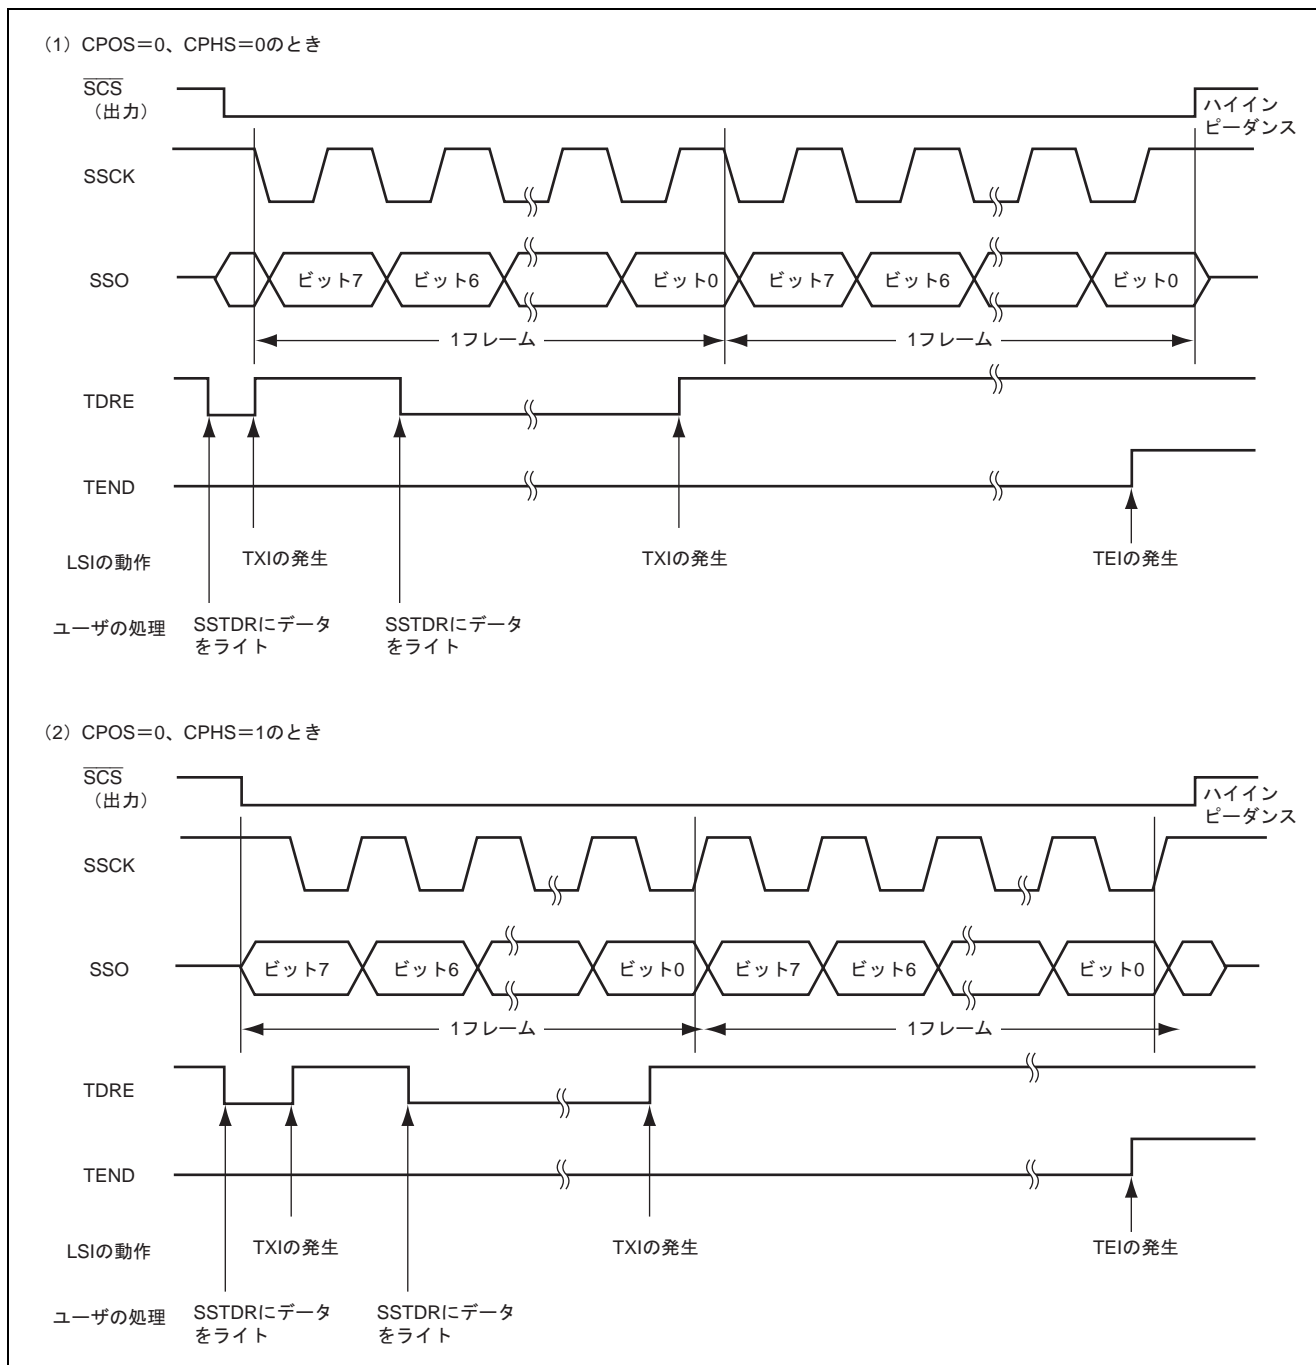 （1）CPOS＝0、CPHS＝0のとき
SCS
（出力）
ハイイン
ピーダンス
SSCK
SSO
ビット7
ビット6
ビット0
ビット7
ビット6
ビット0
1フレーム
1フレーム
TDRE
TEND
LSIの動作
TXIの発生
TXIの発生
TEIの発生
ユーザの処理
SSTDRにデータ
をライト
SSTDRにデータ
をライト
（2）CPOS＝0、CPHS＝1のとき
SCS
（出力）
ハイイン
ピーダンス
SSCK
SSO
ビット7
ビット6
ビット0
ビット7
ビット6
ビット0
1フレーム
1フレーム
TDRE
TEND
LSIの動作
TXIの発生
TXIの発生
TEIの発生
ユーザの処理
SSTDRにデータ
をライト
SSTDRにデータ
をライト